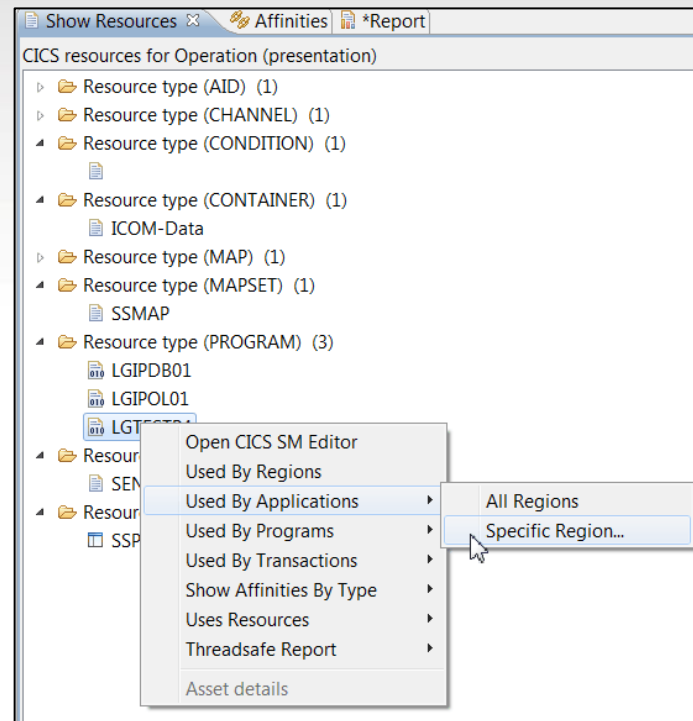 Show Resources Affinities *Report
CICS resources for Operation (presentation)
Resource type (AID) (1)
Resource type (CHANNEL) (1)
Resource type (CONDITION) (1)
Resource type (CONTAINER) (1)
ICOM-Data
Resource type (MAP) (1)
Resource type (MAPSET) (1)
SSMAP
Resource type (PROGRAM) (3)
LGIPDB01
LGIPOL01
Open CICS SM Editor
Used By Regions
Used By Applications
All Regions
Used By Programs
Specific Region...
Used By Transactions
Show Affinities By Type
Uses Resources
Threadsafe Report
Asset details